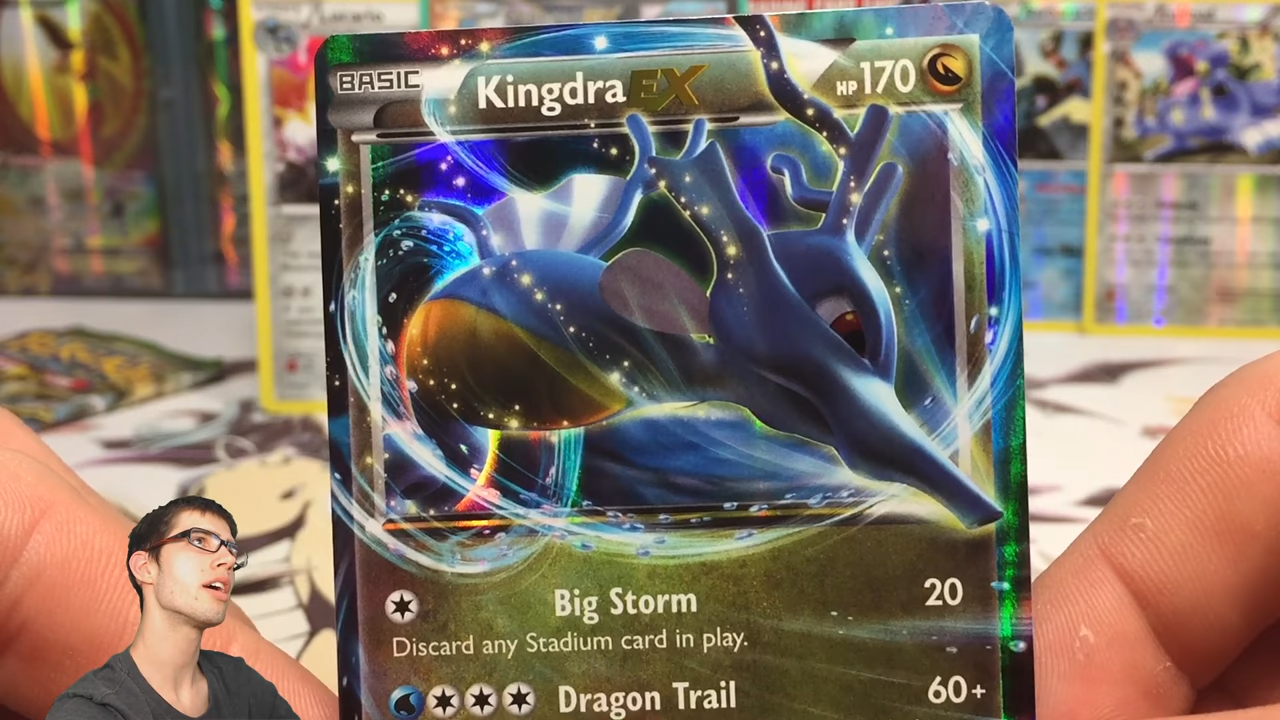 BASIC Kingdra EX HP 170
Big Storm 20
Discard any Stadium card in play.
Dragon Trail 60+